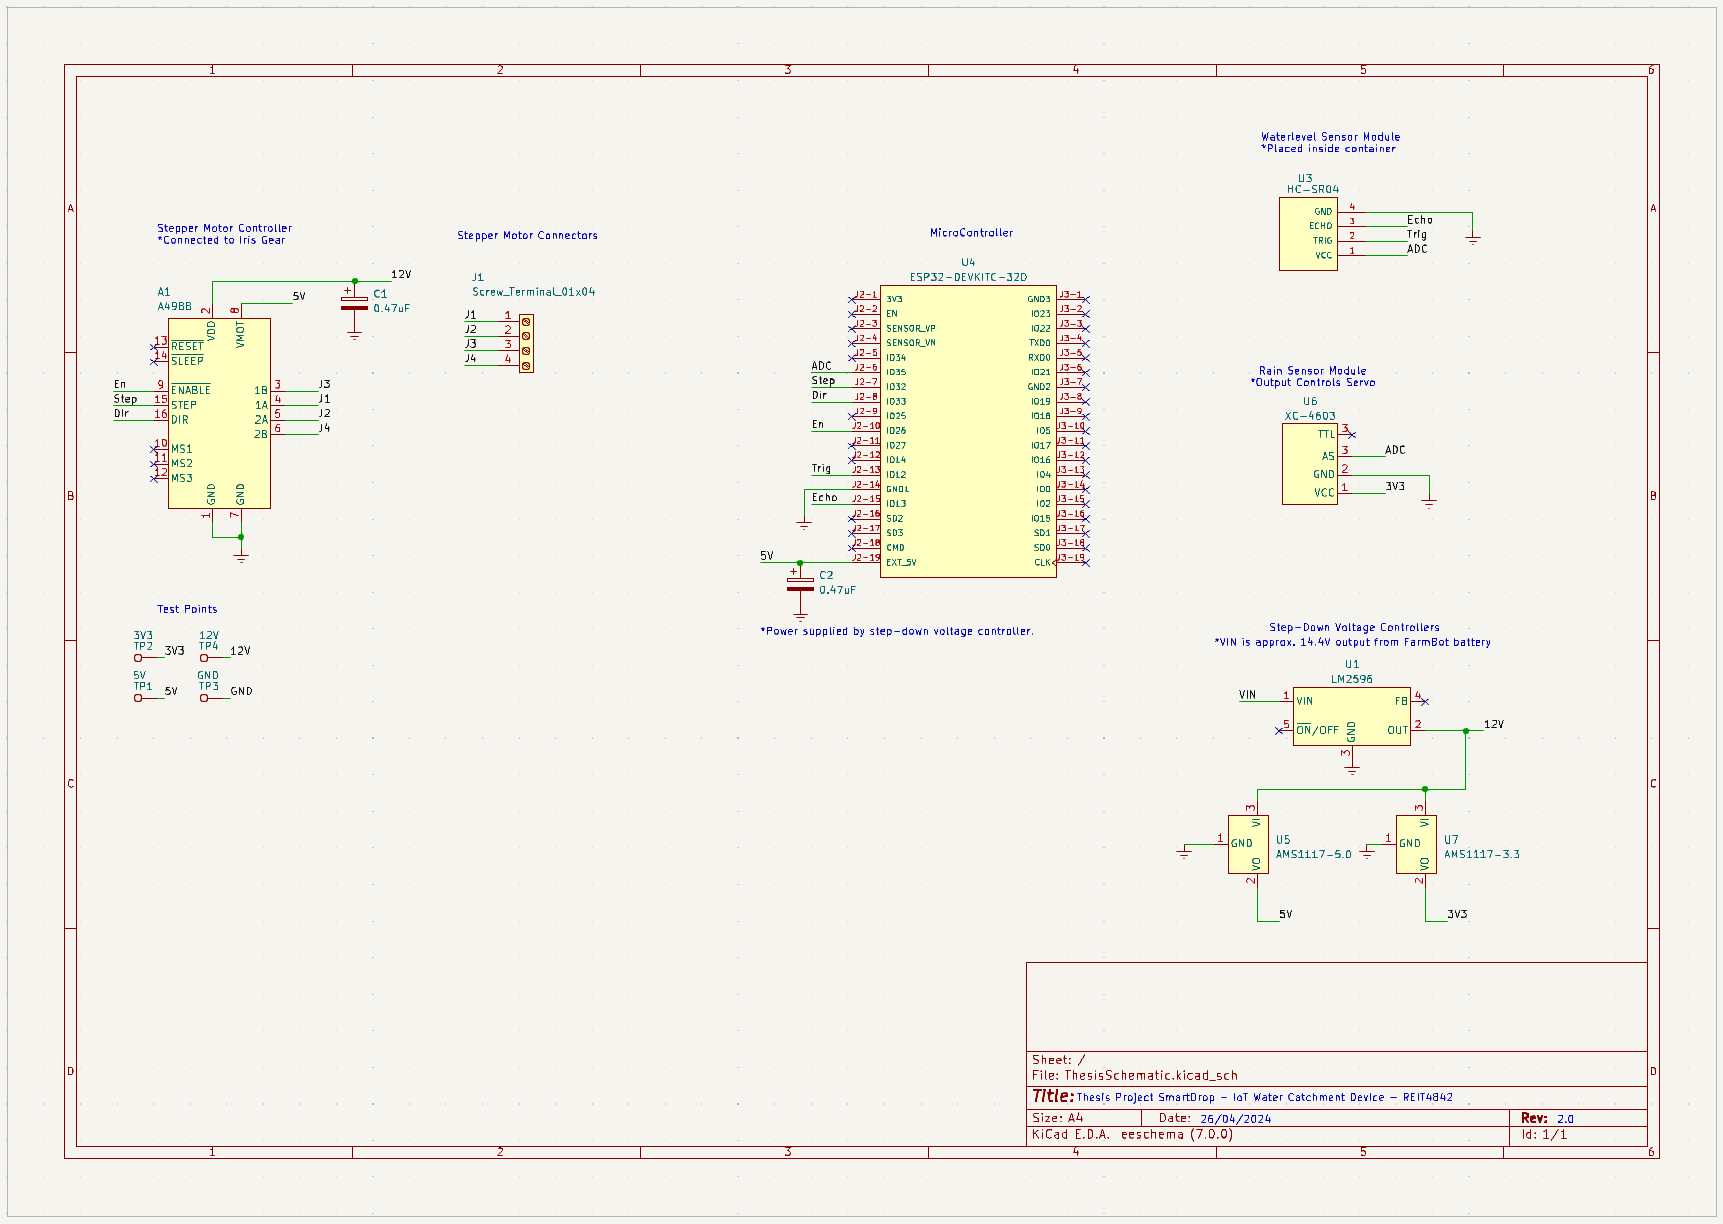 1 2 3 4 5 6
A
B
C
D
Stepper Motor Controller
*Connected to Iris Gear
A1
A4988
12V
5V
C1
0.47uF
2
8
VDD
VMOT
13 RESET
14 SLEEP
En 9 ENABLE
Step 15 STEP
Dir 16 DIR
10 MS1
11 MS2
12 MS3
1B 3 J3
1A 4 J1
2A 5 J2
2B 6 J4
GND
GND
1
7
Test Points
3V3
TP2
3V3
12V
TP4
12V
5V
TP1
5V
GND
TP3
GND
Stepper Motor Connectors
J1
Screw_Terminal_01x04
J1 1
J2 2
J3 3
J4 4
MicroController
U4
ESP32-DEVKITC-32D
J2-1 3V3
J2-2 EN
J2-3 SENSOR_VP
J2-4 SENSOR_VN
J2-5 IO34
ADC J2-6 IO35
Step J2-7 IO32
Dir J2-8 IO33
J2-9 IO25
En J2-10 IO26
J2-11 IO27
J2-12 IO14
Trig J2-13 IO12
J2-14 GND1
Echo J2-15 IO13
J2-16 SD2
J2-17 SD3
J2-18 CMD
5V J2-19 EXT_5V
GND3 J3-1
IO23 J3-2
IO22 J3-3
TXD0 J3-4
RXD0 J3-5
IO21 J3-6
GND2 J3-7
IO19 J3-8
IO18 J3-9
IO5 J3-10
IO17 J3-11
IO16 J3-12
IO4 J3-13
IO0 J3-14
IO2 J3-15
IO15 J3-16
SD1 J3-17
SD0 J3-18
CLK J3-19
C2
0.47uF
*Power supplied by step-down voltage controller.
Waterlevel Sensor Module
*Placed inside container
U3
HC-SR04
GND 4
ECHO 3 Echo
TRIG 2 Trig
VCC 1 ADC
Rain Sensor Module
*Output Controls Servo
U6
XC-4603
TTL 3
AS 3 ADC
GND 2
VCC 1 3V3
Step-Down Voltage Controllers
*VIN is approx. 14.4V output from FarmBot battery
U1
LM2596
VIN 1 VIN
FB 4
5 ON/OFF
GND
3
OUT 2 12V
3
VI
1 GND
VO
2
U5
AMS1117-5.0
5V
3
VI
1 GND
VO
2
U7
AMS1117-3.3
3V3
Sheet: /
File: ThesisSchematic.kicad_sch
Title: Thesis Project SmartDrop - IoT Water Catchment Device - REIT4842
Size: A4 Date: 26/04/2024 Rev: 2.0
KiCad E.D.A. eeschema (7.0.0) Id: 1/1
A
B
C
D
1 2 3 4 5 6